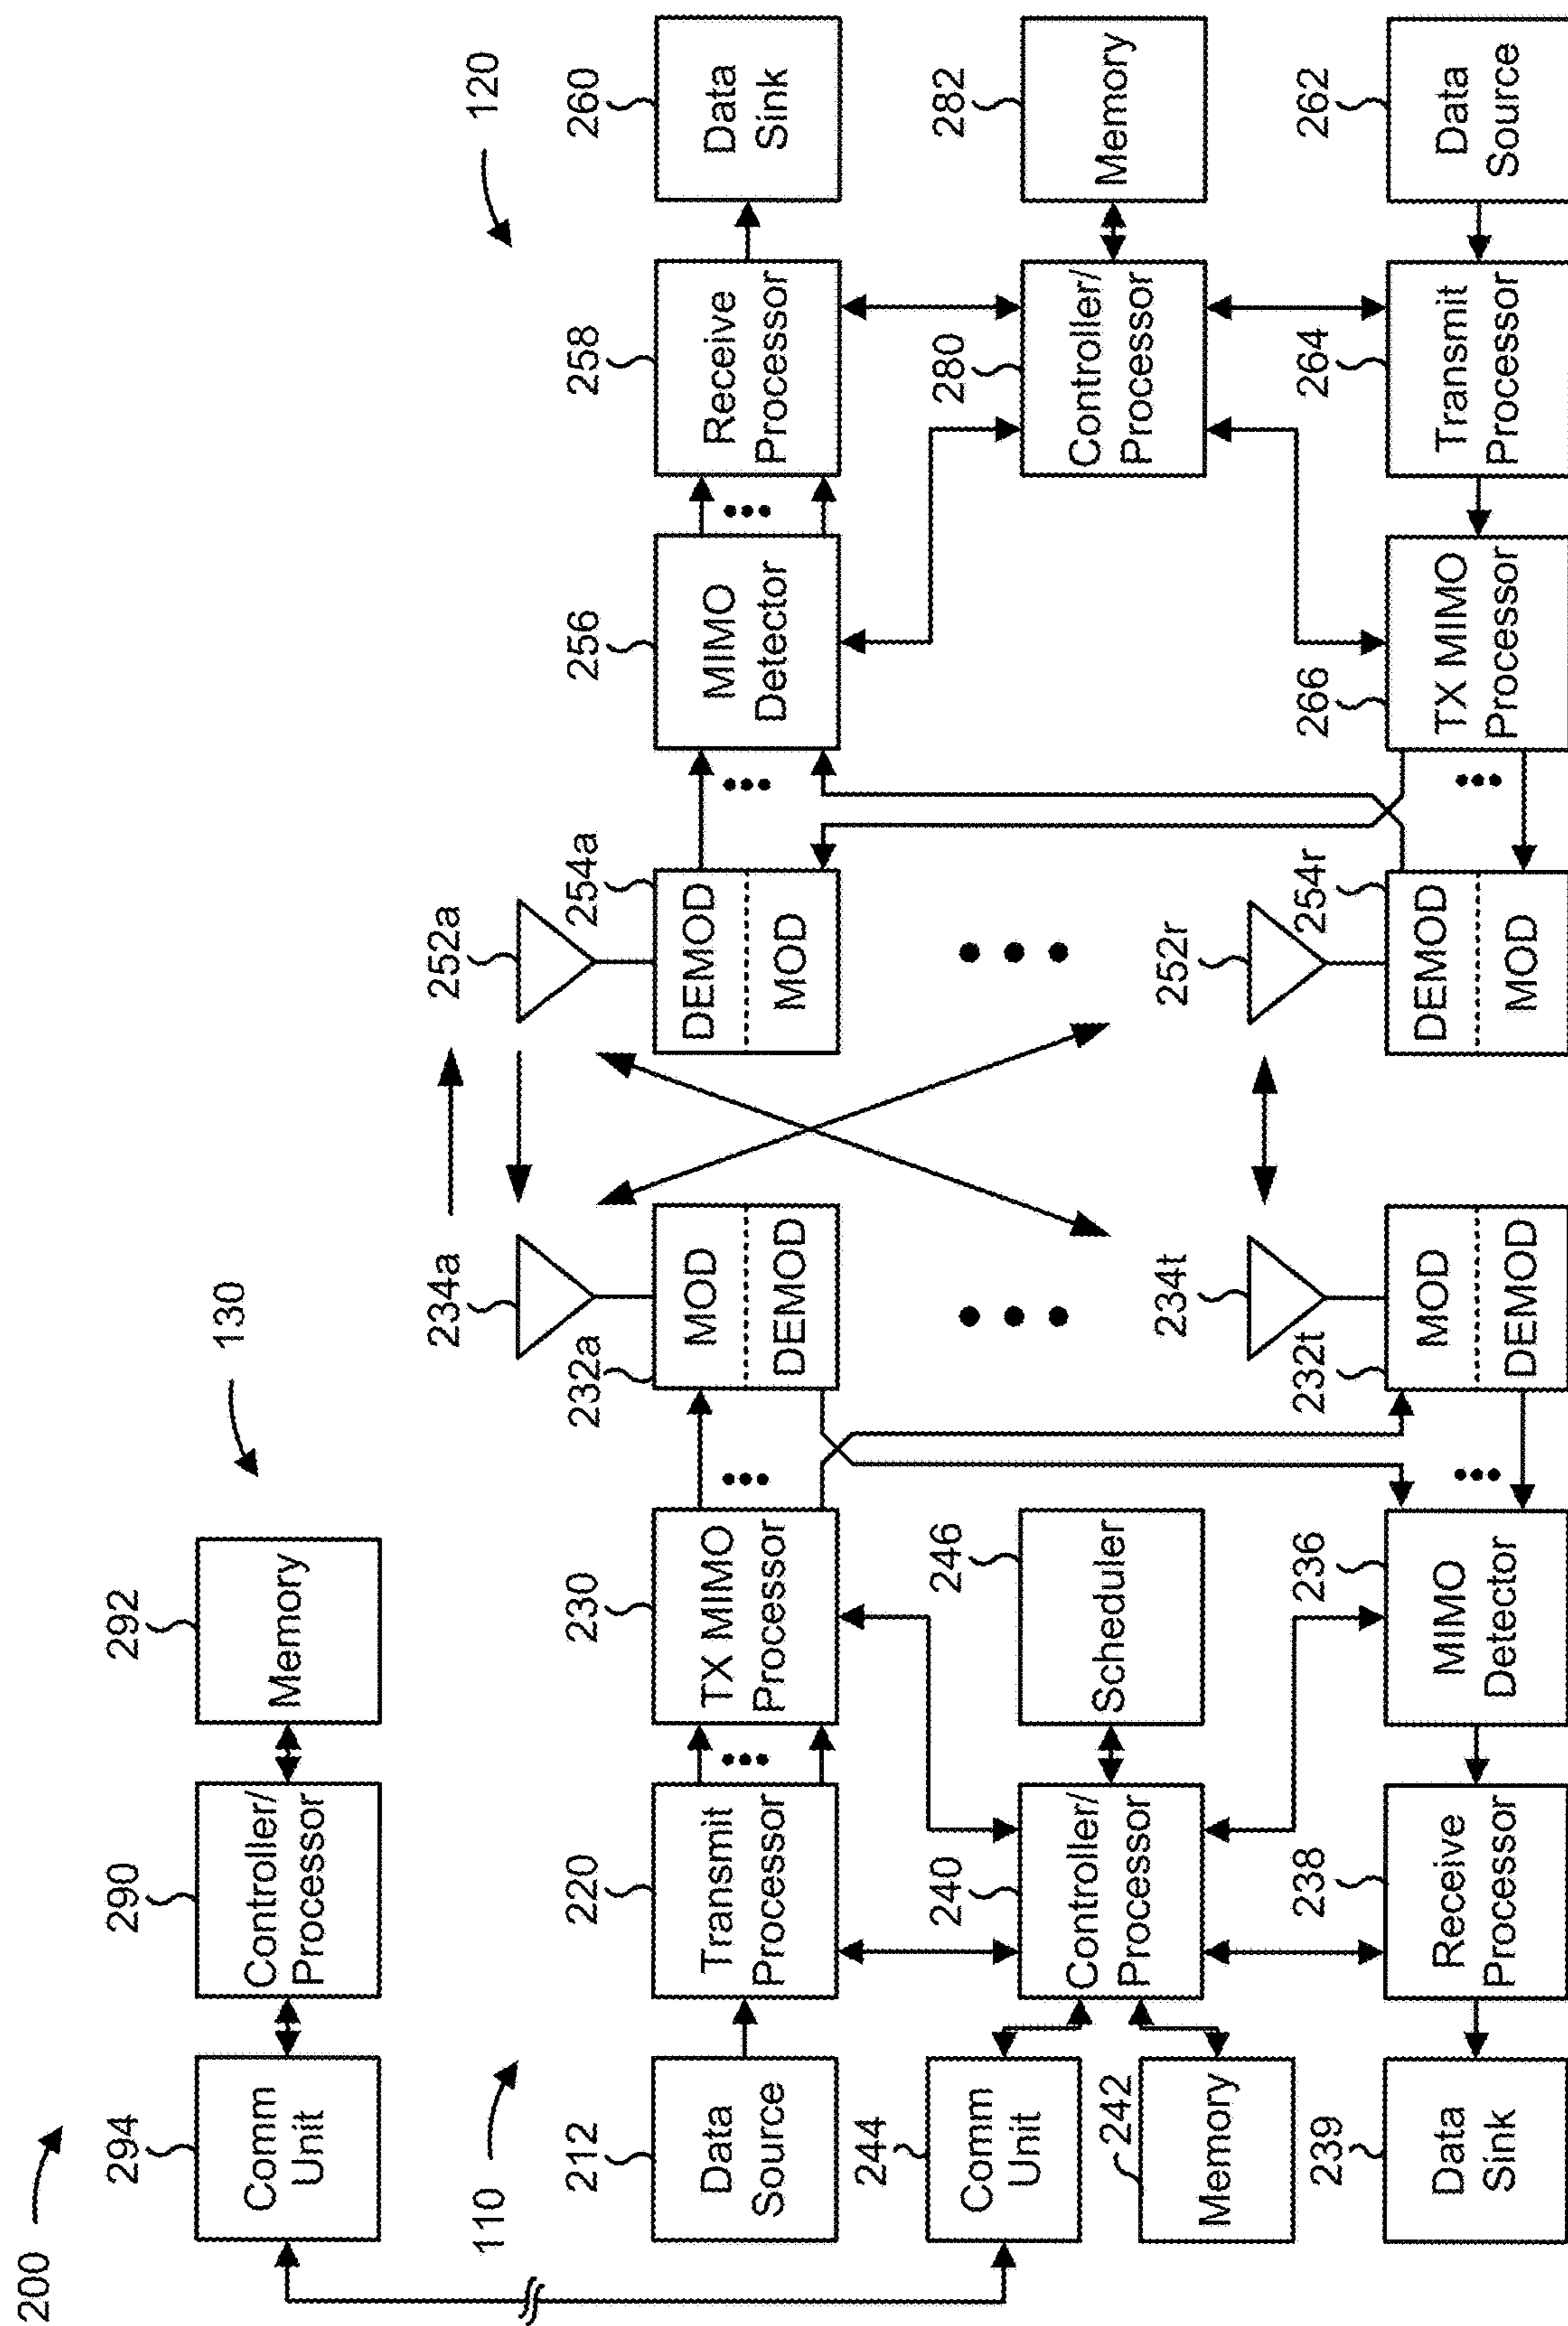 200
294
Comm
Unit
290
Controller/
Processor
292
Memory
130
110
212
Data
Source
220
Transmit
Processor
230
TX MIMO
Processor
232a
MOD
DEMOD
234a
252a
254a
DEMOD
MOD
256
MIMO
Detector
258
Receive
Processor
260
Data
Sink
120
244
Comm
Unit
242
Memory
240
Controller/
Processor
246
Scheduler
280
Controller/
Processor
282
Memory
239
Data
Sink
238
Receive
Processor
236
MIMO
Detector
232t
MOD
DEMOD
234t
252r
254r
DEMOD
MOD
266
TX MIMO
Processor
264
Transmit
Processor
262
Data
Source